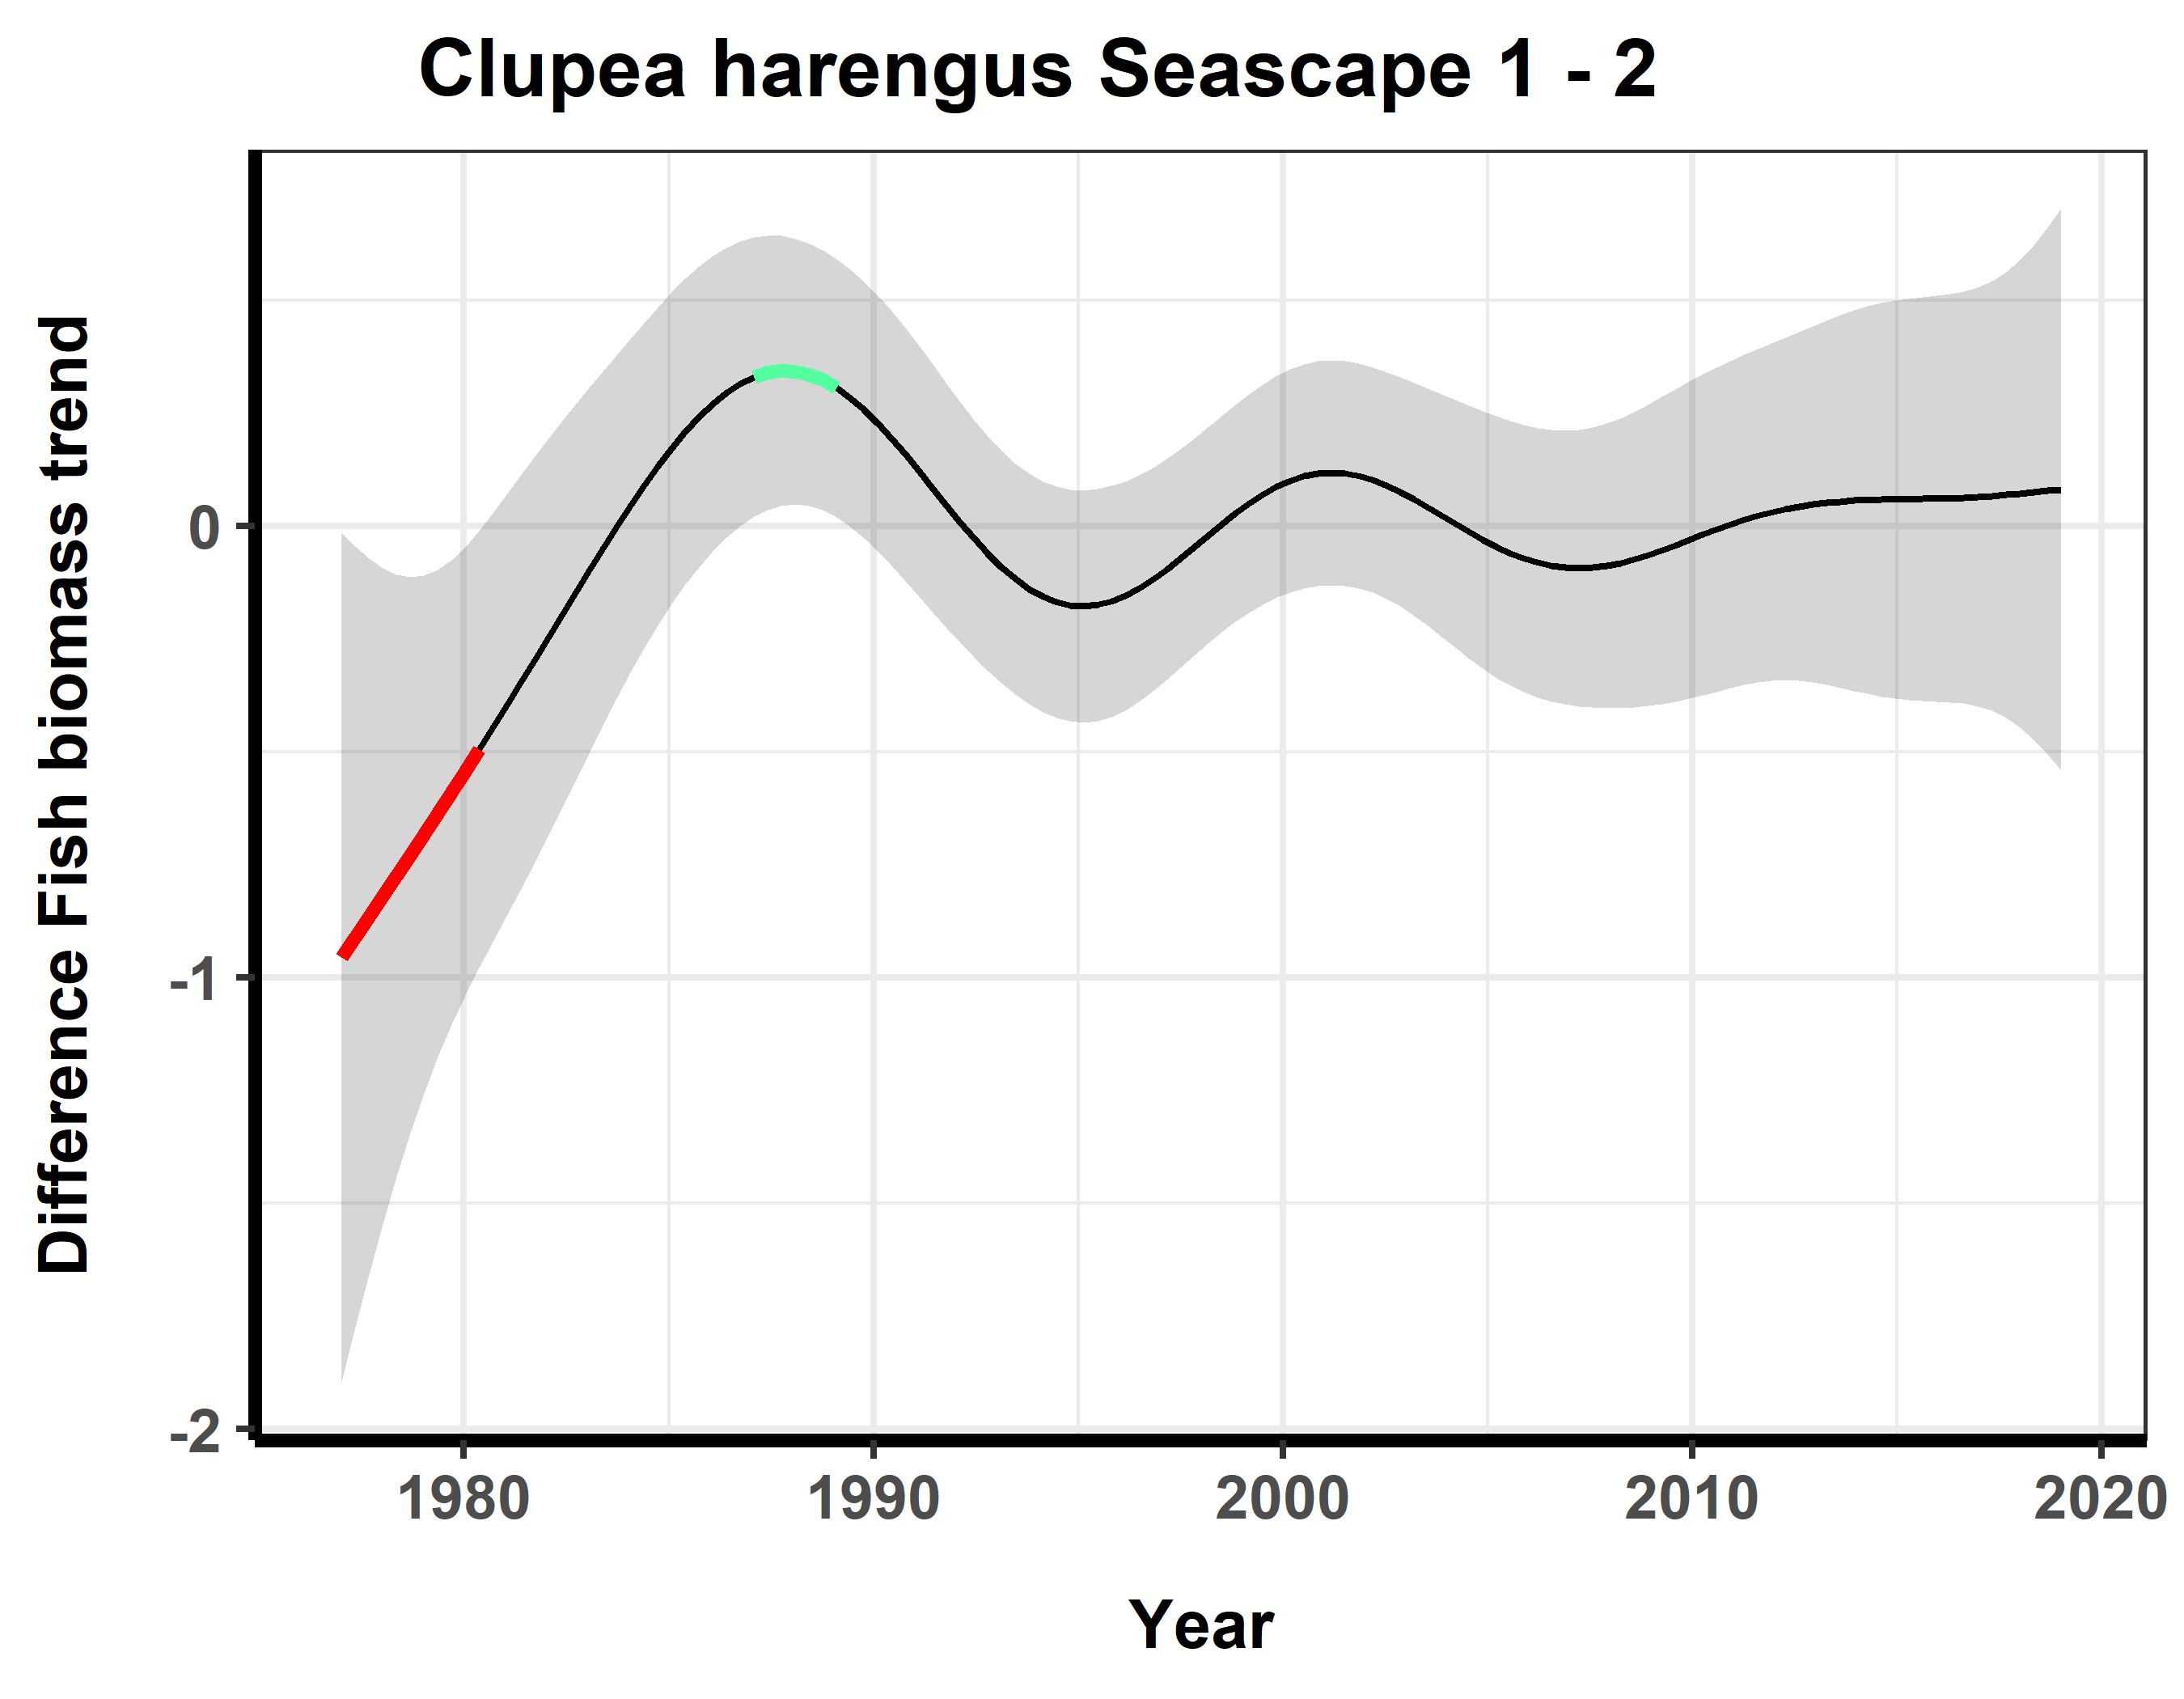 Clupea harengus Seascape 1 - 2
Difference Fish biomass trend
0
-1
-2
1980
1990
2000
2010
2020
Year